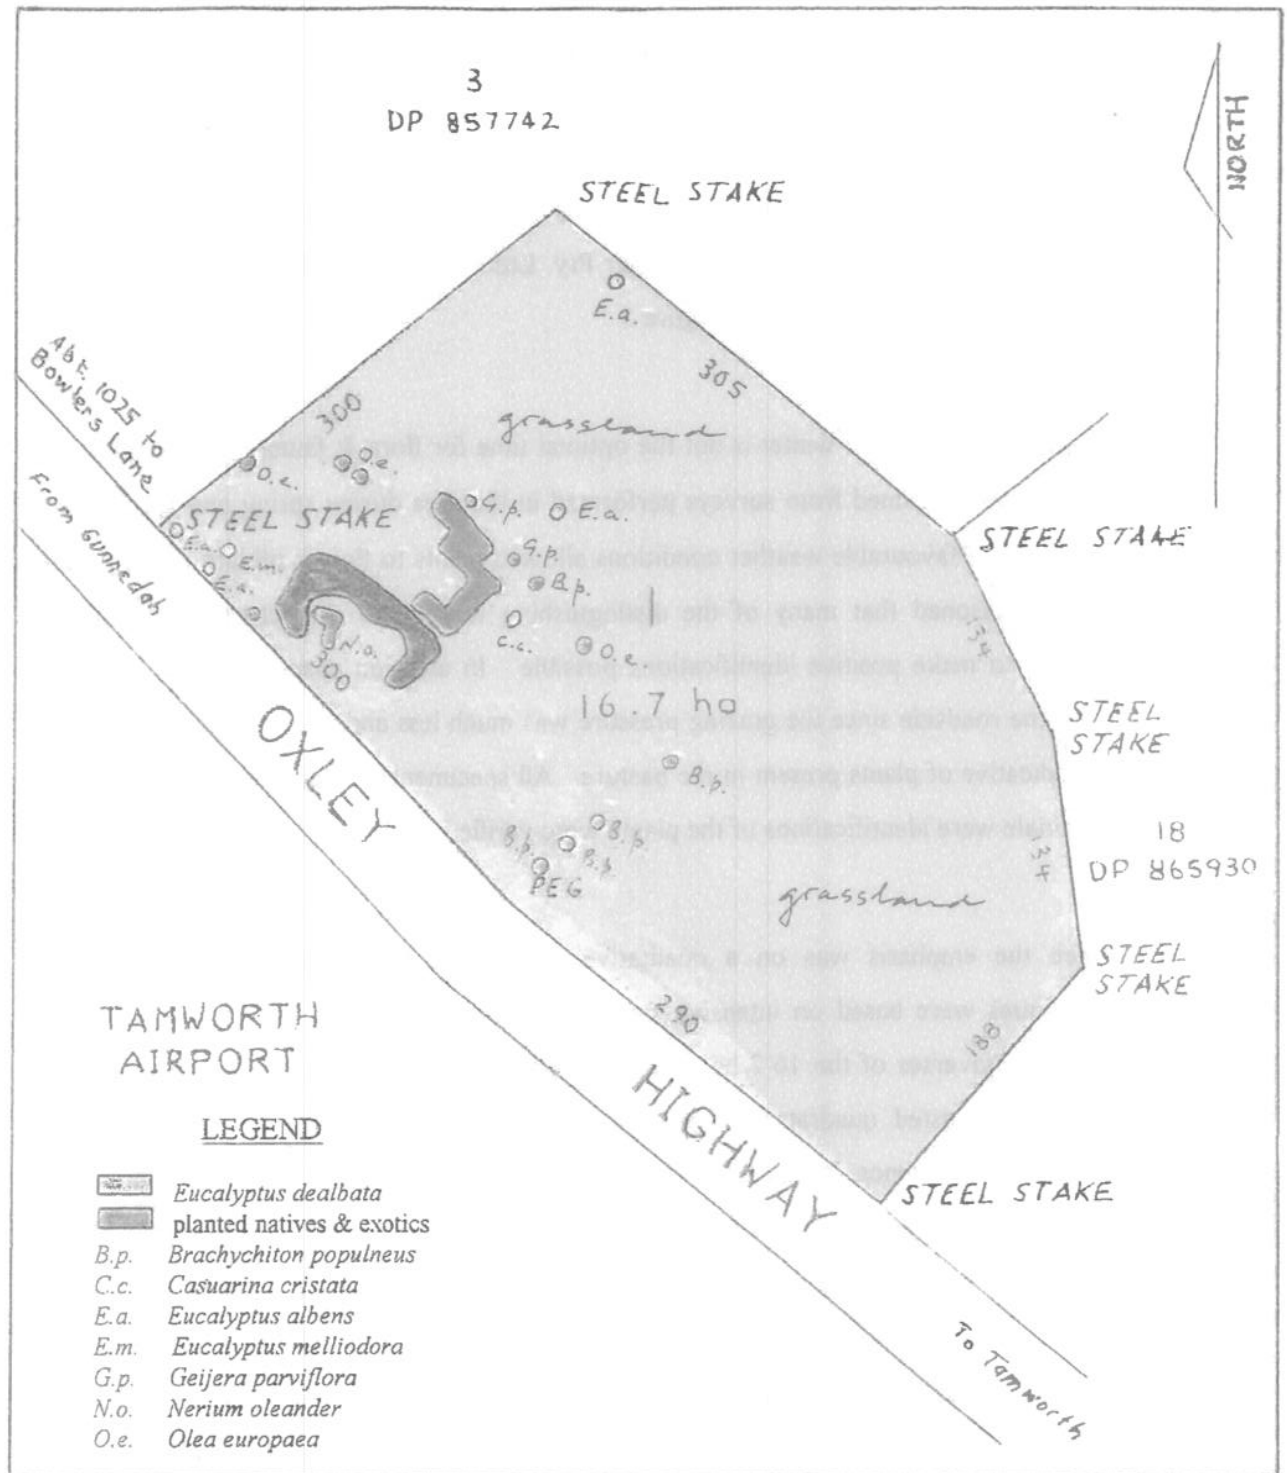 3
DP 857742
NORTH
STEEL STAKE
E.a.
305
Abt. 1025 to
Bowlers Lane
300
grassland
From Gunnedah
O.e.
O.e.
STEEL STAKE
G.p.
E.a.
STEEL STAKE
E.a.
E.m.
G.p.
B.p.
E.a.
1
C.c.
O.e.
134
N.o.
300
16.7 ha
STEEL
STAKE
OXLEY
B.p.
B.p.
B.p.
B.p.
PEG
134
18
DP 865930
grassland
STEEL
STAKE
290
188
TAMWORTH
AIRPORT
HIGHWAY
STEEL STAKE
To Tamworth
LEGEND
Eucalyptus dealbata
planted natives & exotics
B.p. Brachychiton populneus
C.c. Casuarina cristata
E.a. Eucalyptus albens
E.m. Eucalyptus melliodora
G.p. Geijera parviflora
N.o. Nerium oleander
O.e. Olea europaea